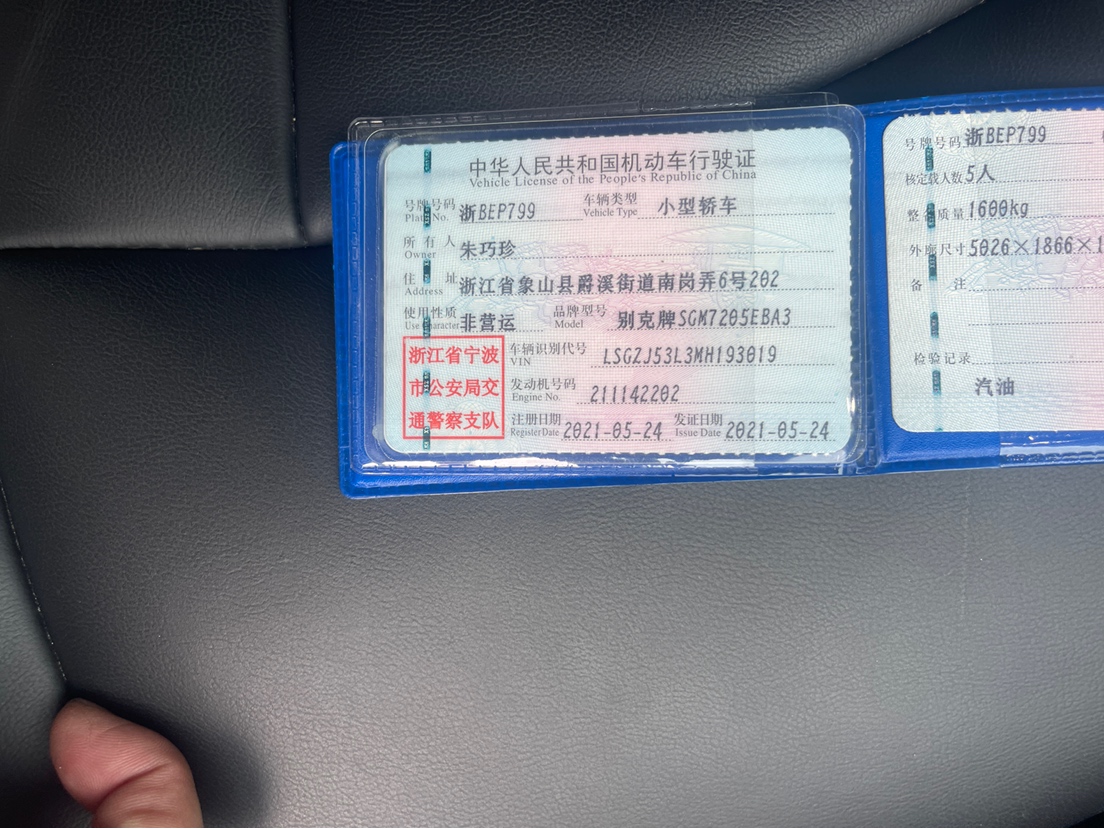 中华人民共和国机动车行驶证
Vehicle License of the People's Republic of China
号牌号码 浙BEP799 车辆类型 小型轿车
Plate No. Vehicle Type
所有人 朱巧珍
Owner
住址 浙江省象山县爵溪街道南岗弄6号202
Address
使用性质 非营运 品牌型号 别克牌SGM7205EBA3
Use Character Model
浙江省宁波
市公安局交
通警察支队
车辆识别代号 LSGZJ53L3MH193019
VIN
发动机号码 211142202
Engine No.
注册日期 2021-05-24 发证日期 2021-05-24
Register Date Issue Date
号牌号码 浙BEP799
核定载人数 5人
整备质量 1600kg
外廓尺寸 5026×1866×1
备注
检验记录
汽油